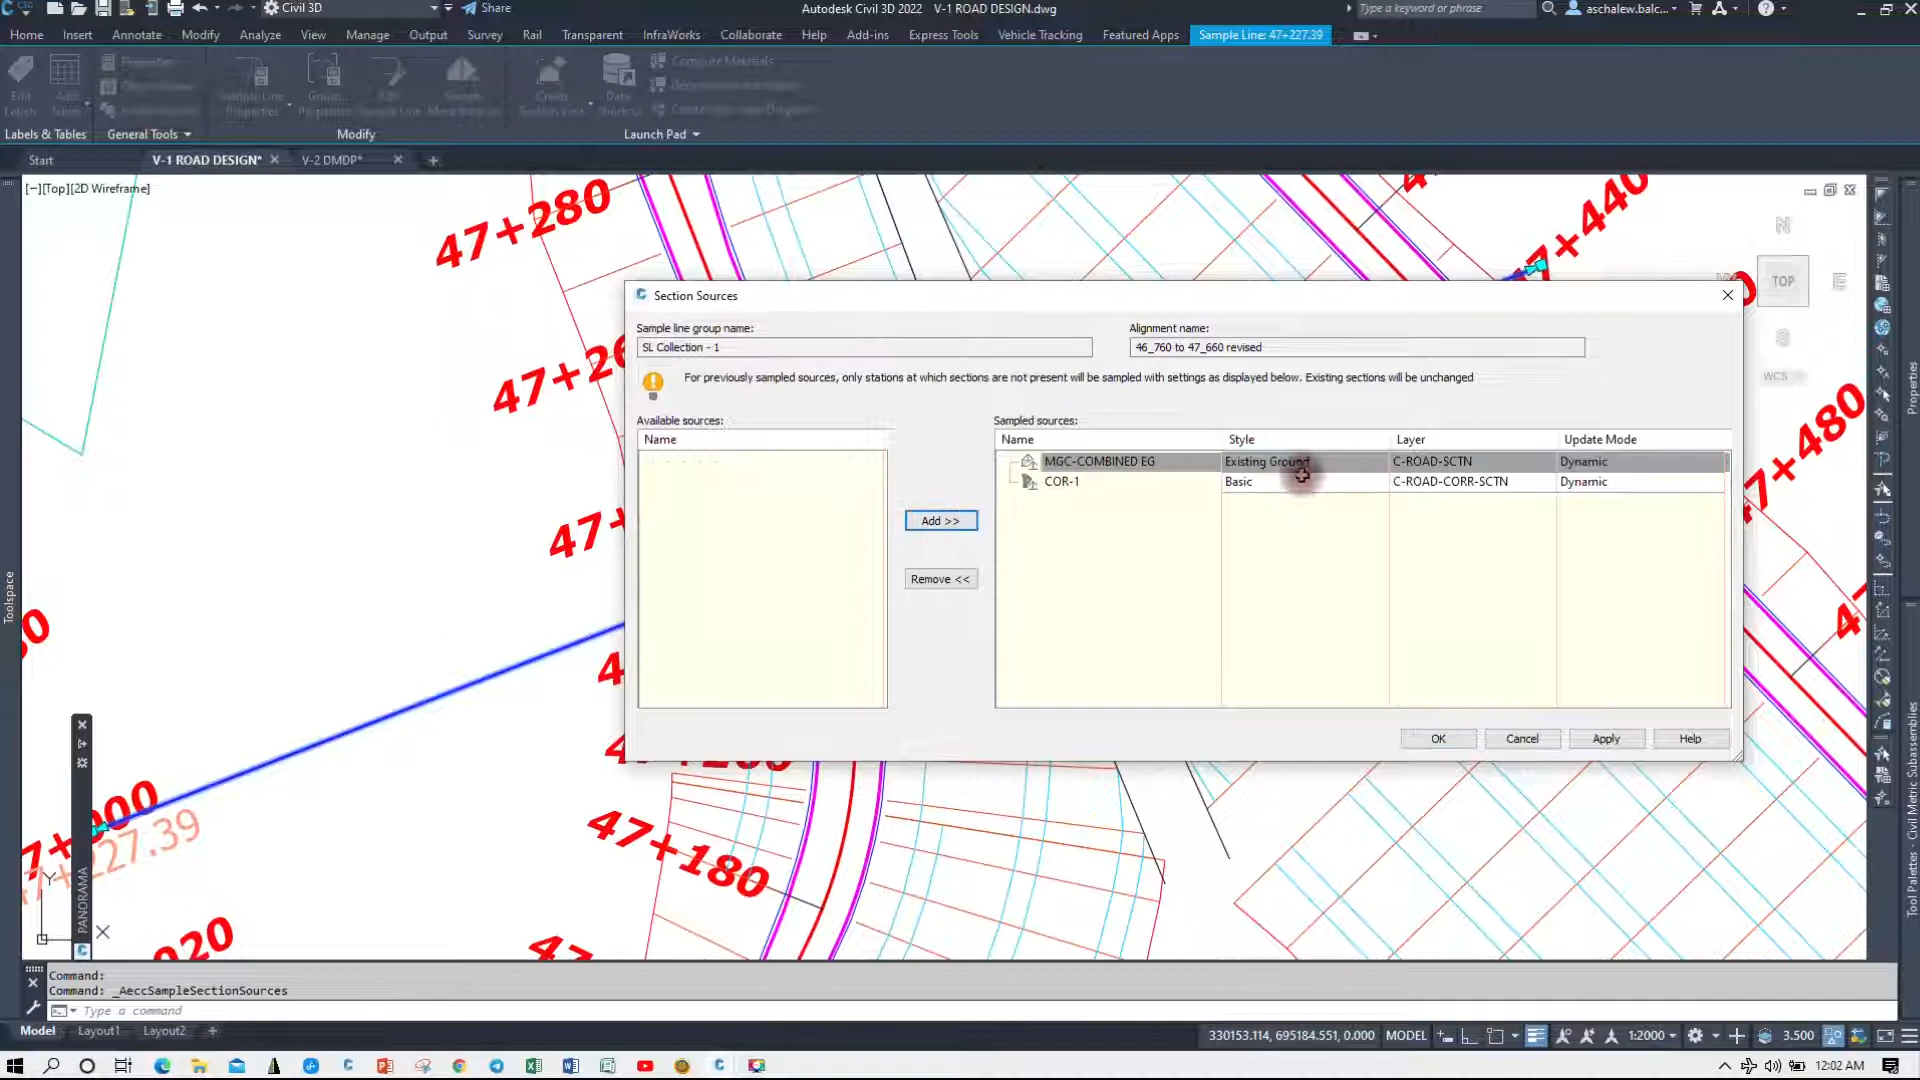 Civil 3D
Share
Autodesk Civil 3D 2022 V-1 ROAD DESIGN.dwg
Type a keyword or phrase
aschalew.balc...
Home Insert Annotate Modify Analyze View Manage Output Survey Rail Transparent InfraWorks Collaborate Help Add-ins Express Tools Vehicle Tracking Featured Apps Sample Line: 47+227.39
Compute Materials
Labels & Tables General Tools Modify Launch Pad
Start V-1 ROAD DESIGN* V-2 DMDP*
[−][Top][2D Wireframe]
47+280
47+480
TOP
N
E
S
WCS
47+180
227.39
Section Sources
Sample line group name:
SL Collection - 1
Alignment name:
46_760 to 47_660 revised
For previously sampled sources, only stations at which sections are not present will be sampled with settings as displayed below. Existing sections will be unchanged
Available sources:
Name
Sampled sources:
Name Style Layer Update Mode
MGC-COMBINED EG Existing Ground C-ROAD-SCTN Dynamic
COR-1 Basic C-ROAD-CORR-SCTN Dynamic
Add >>
Remove <<
OK Cancel Apply Help
Toolspace
PANORAMA
Properties
Tool Palettes - Civil Metric Subassemblies
Y
X
Command:
Command: _AeccSampleSectionSources
Type a command
Model Layout1 Layout2
330153.114, 695184.551, 0.000 MODEL 1:2000 3.500
12:02 AM